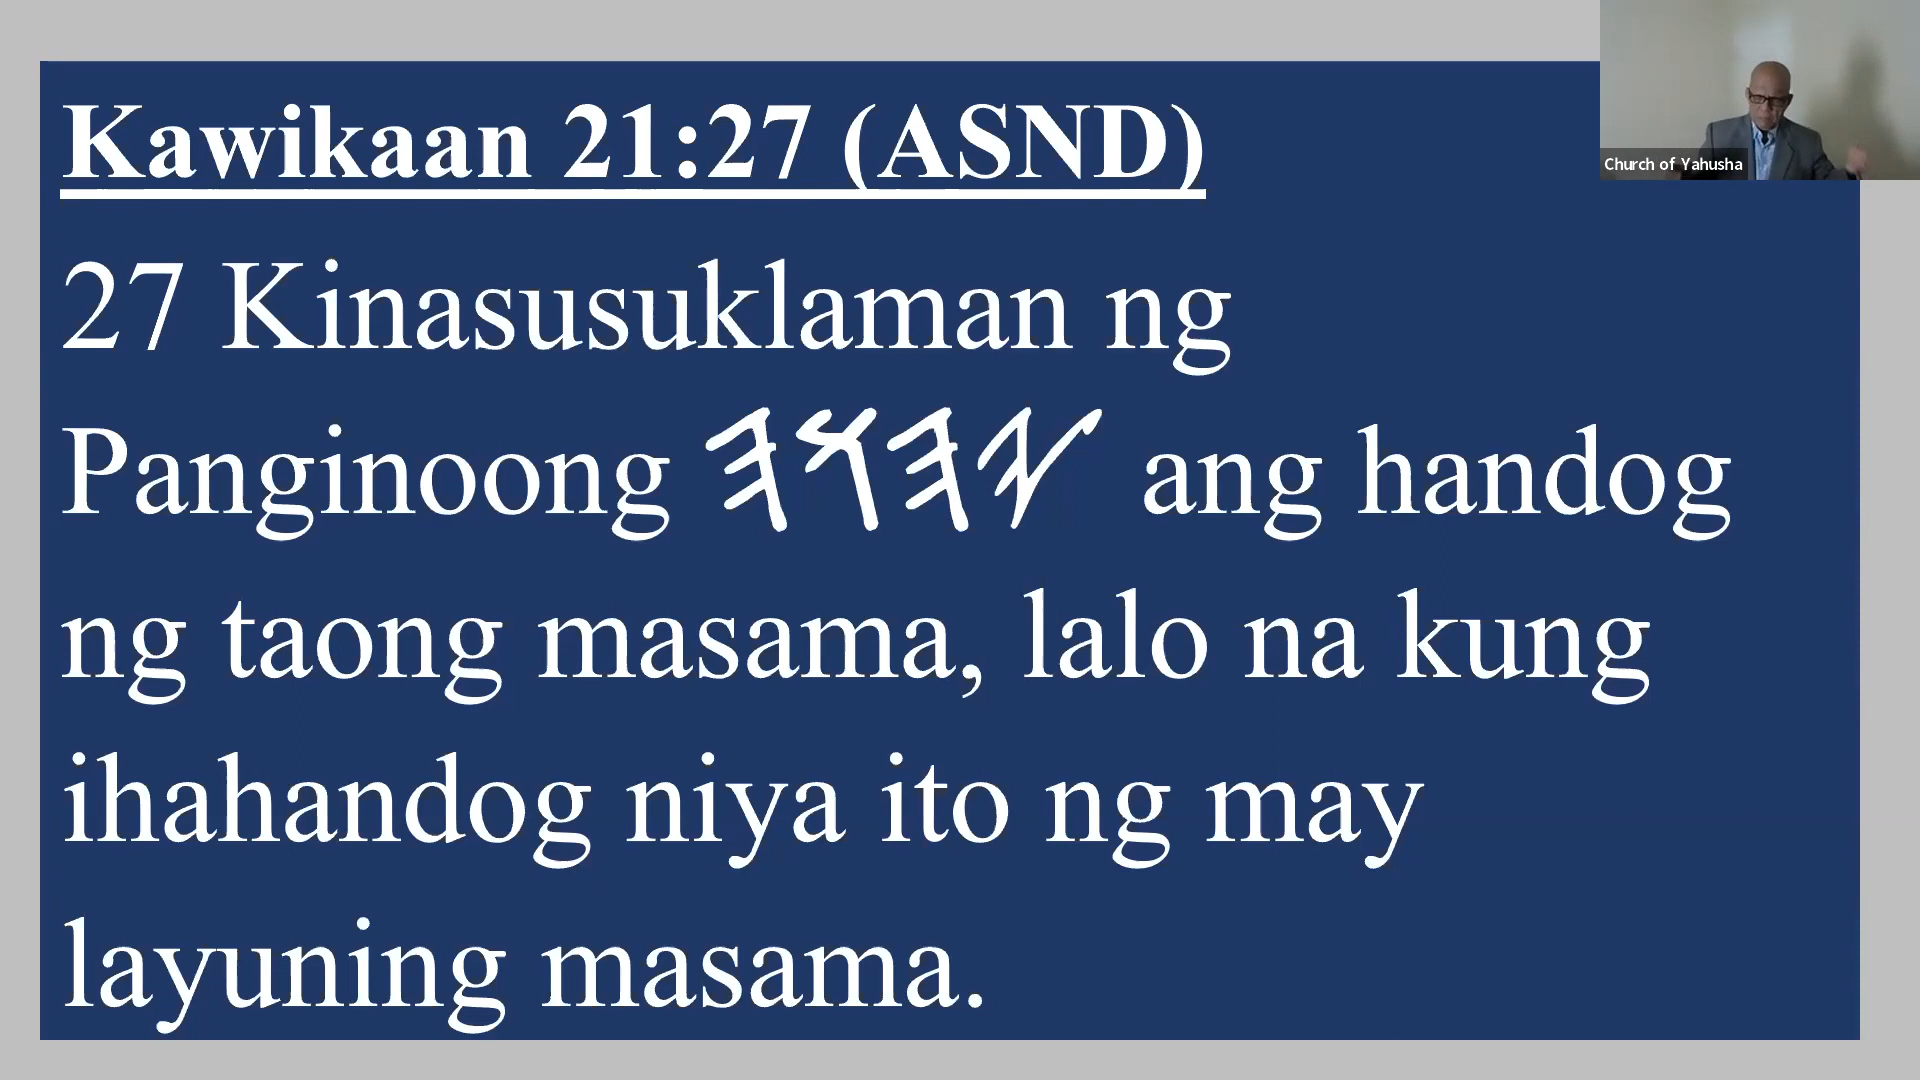 Kawikaan 21:27 (ASND)
27 Kinasusuklaman ng
Panginoong 𐤉𐤄𐤅𐤄 ang handog
ng taong masama, lalo na kung
ihahandog niya ito ng may
layuning masama.
Church of Yahusha